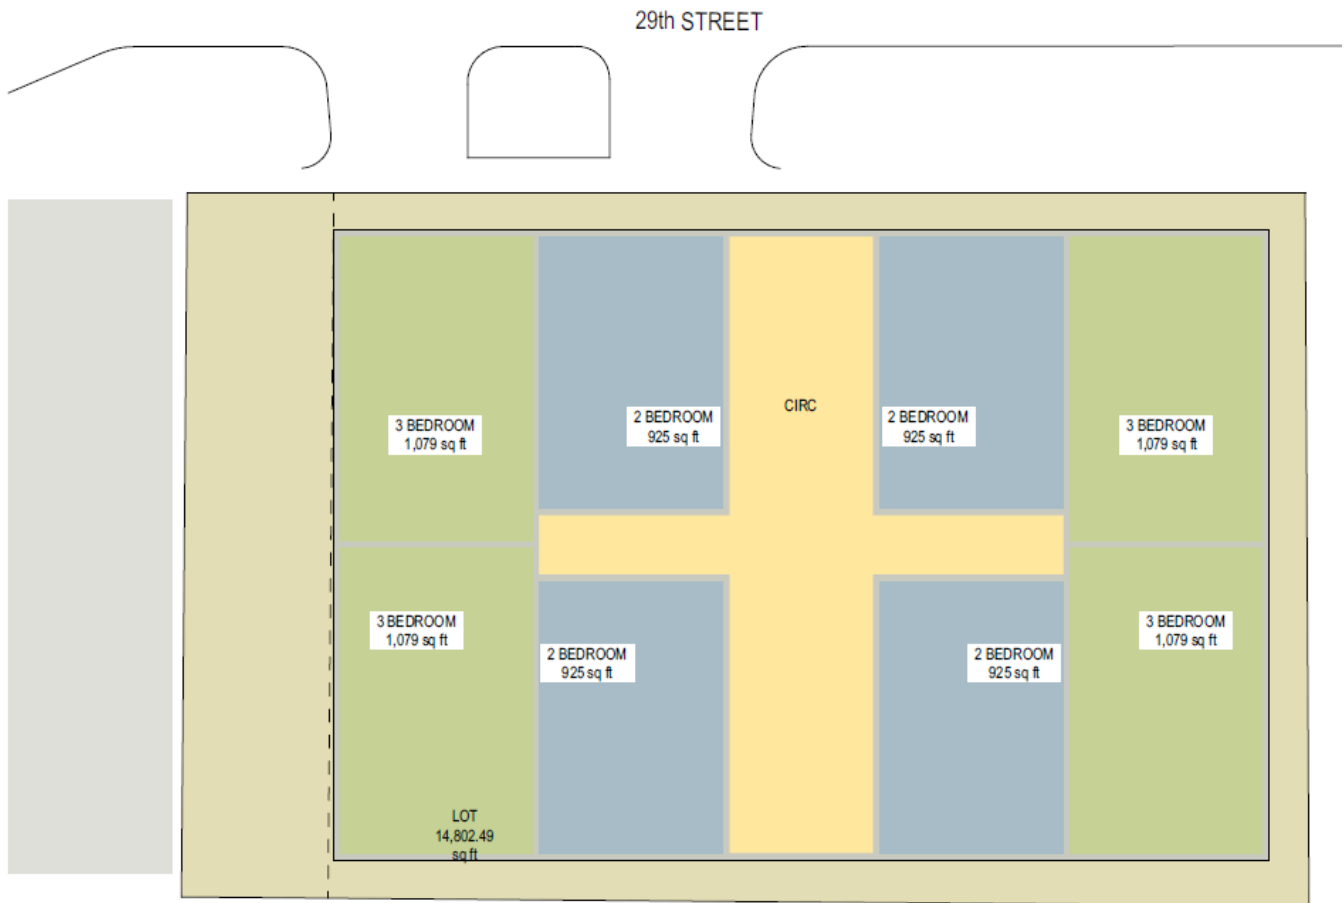 29th STREET
3 BEDROOM
1,079 sq ft
2 BEDROOM
925 sq ft
CIRC
2 BEDROOM
925 sq ft
3 BEDROOM
1,079 sq ft
3 BEDROOM
1,079 sq ft
2 BEDROOM
925 sq ft
2 BEDROOM
925 sq ft
3 BEDROOM
1,079 sq ft
LOT
14,802.49
sq ft